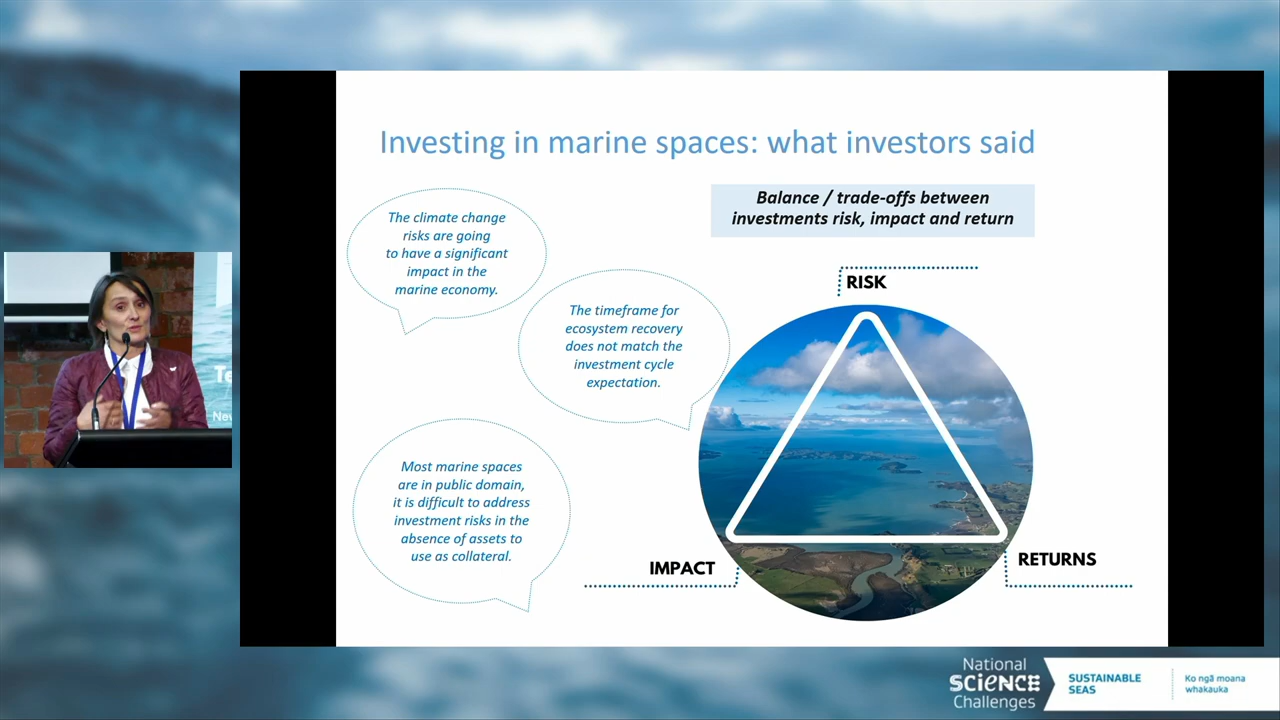 Investing in marine spaces: what investors said
Balance / trade-offs between
investments risk, impact and return
The climate change
risks are going
to have a significant
impact in the
marine economy.
The timeframe for
ecosystem recovery
does not match the
investment cycle
expectation.
Most marine spaces
are in public domain,
it is difficult to address
investment risks in the
absence of assets to
use as collateral.
RISK
IMPACT
RETURNS
Te
Nev
National
SCIENCE
Challenges
SUSTAINABLE
SEAS
Ko ngā moana
whakauka